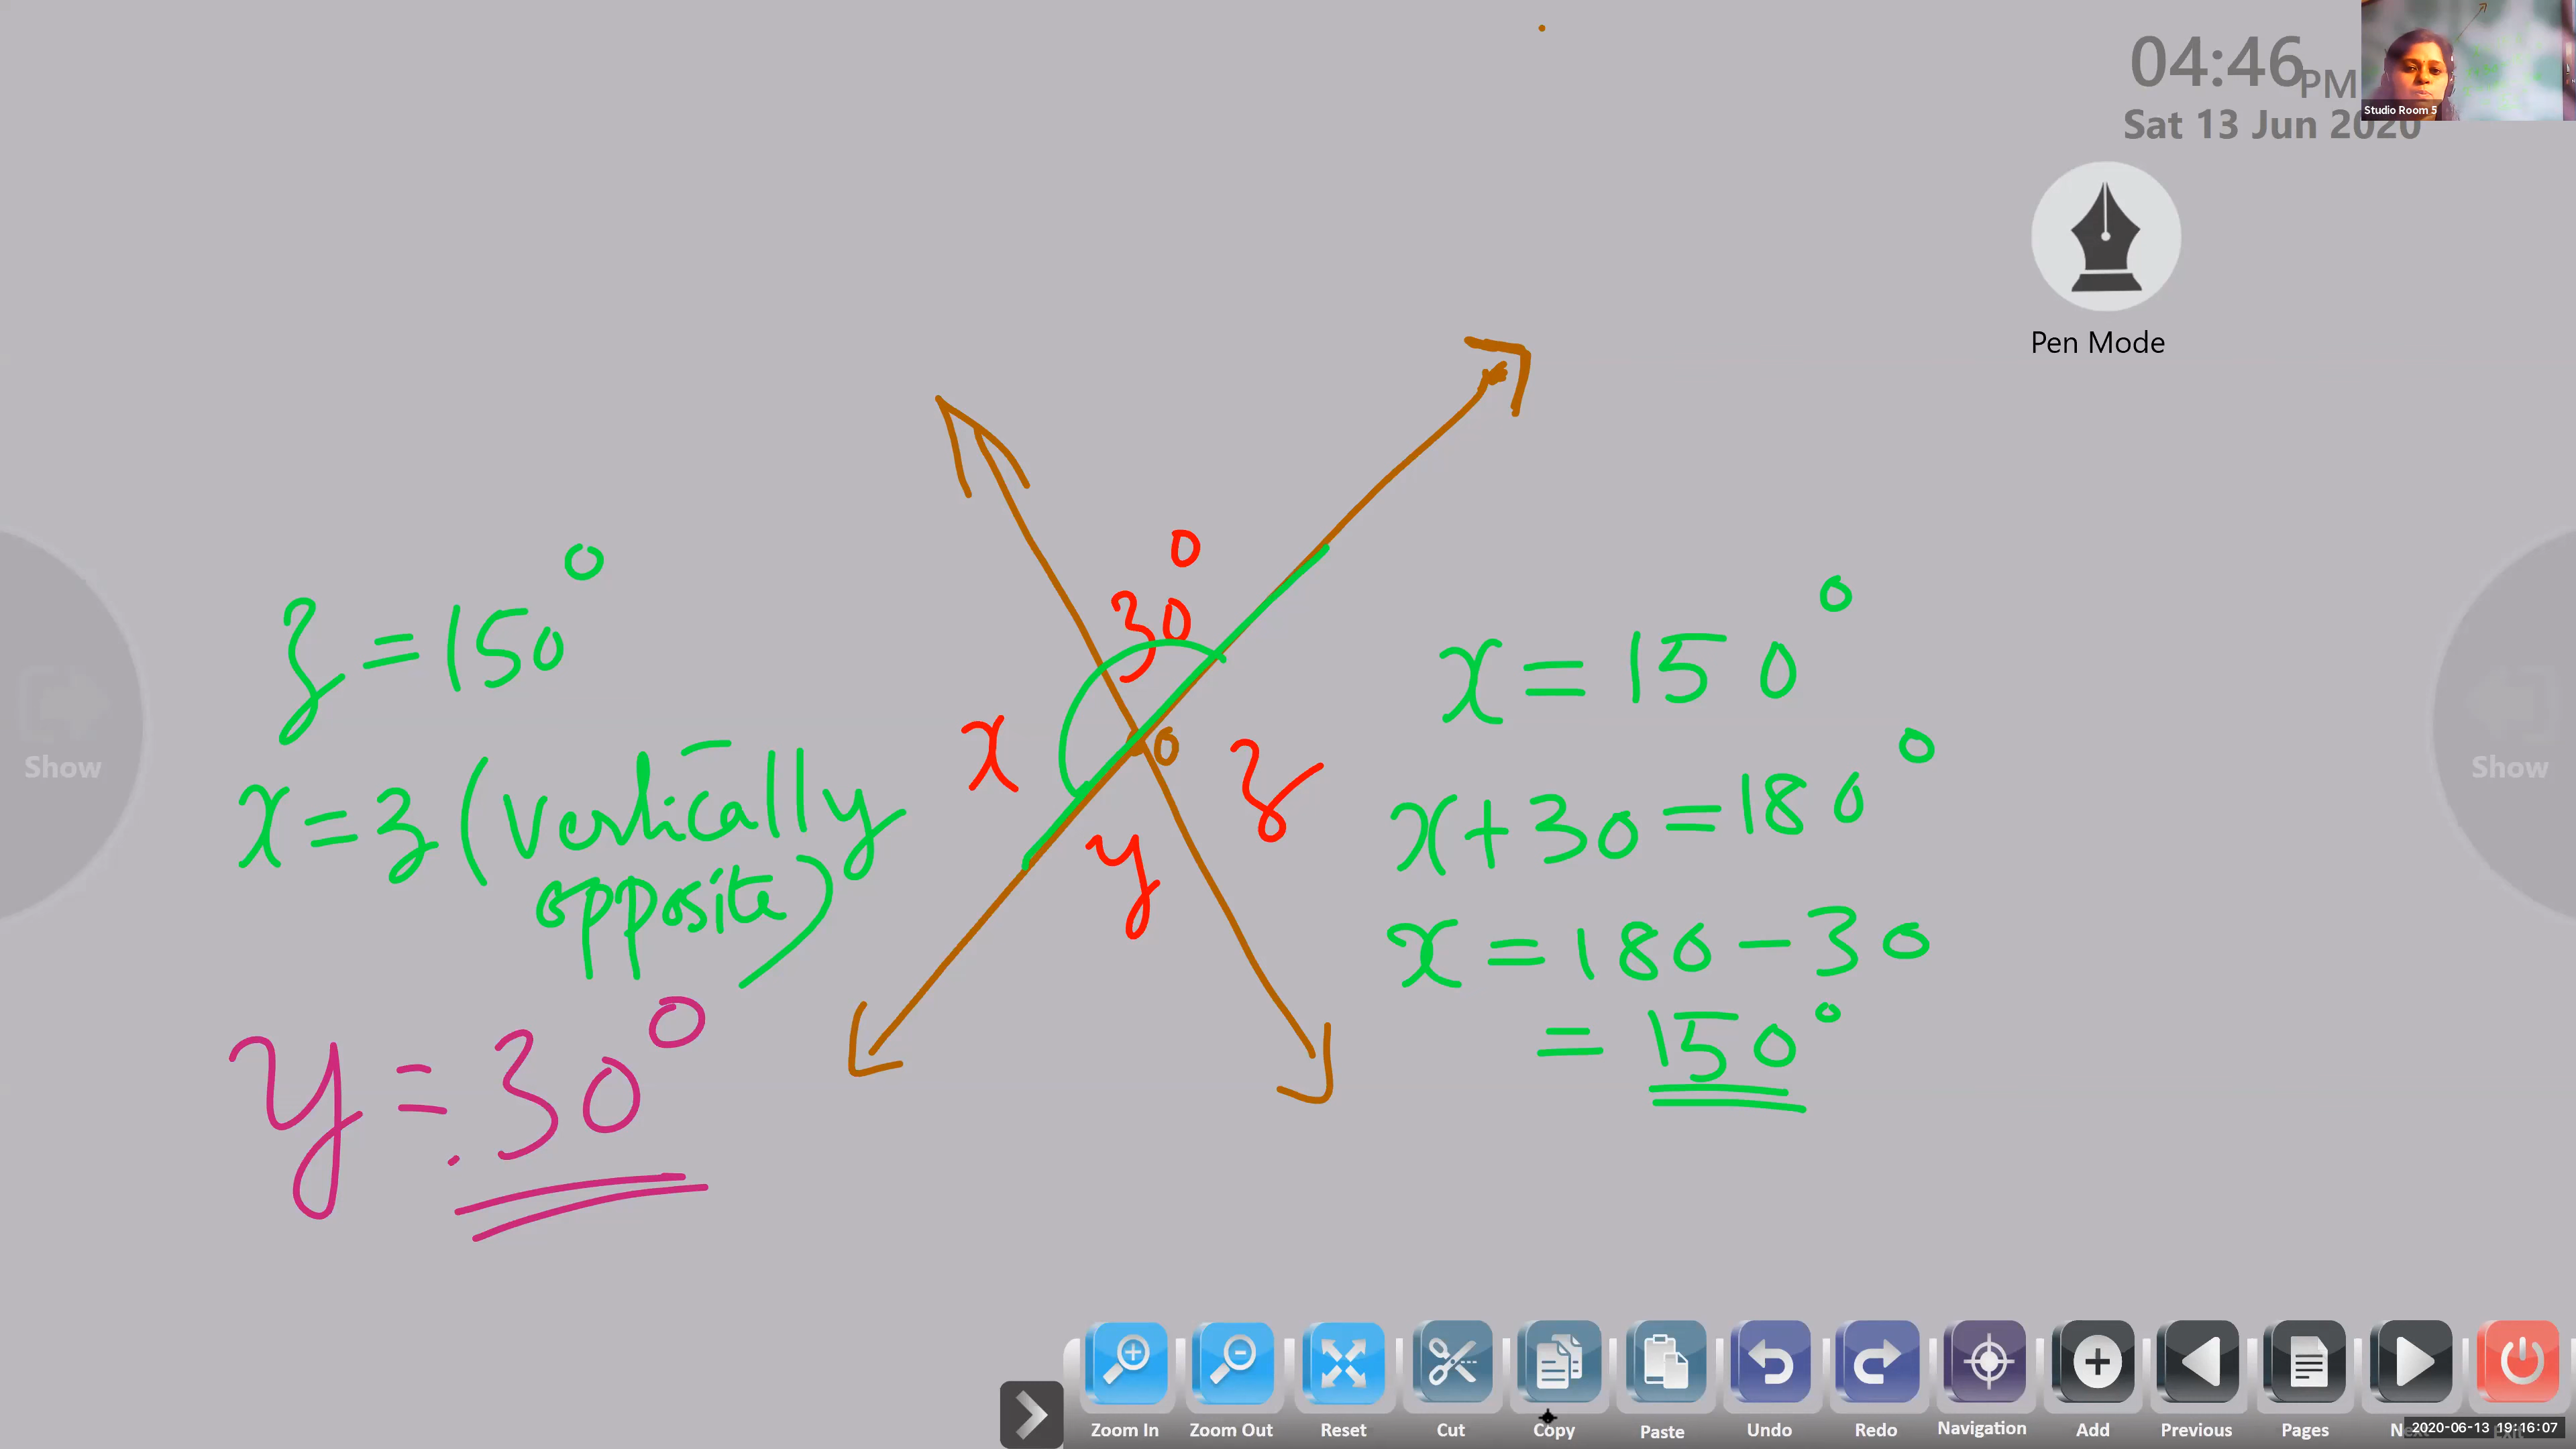 04:46 PM
Sat 13 Jun 2020
Studio Room 5
Pen Mode
30°
x
y
z
O
z = 150°
x = z (vertically
opposite)
y = 30°
x = 150°
x + 30 = 180°
x = 180 - 30
= 150°
Show
Show
Zoom In
Zoom Out
Reset
Cut
Copy
Paste
Undo
Redo
Navigation
Add
Previous
Pages
2020-06-13 19:16:07